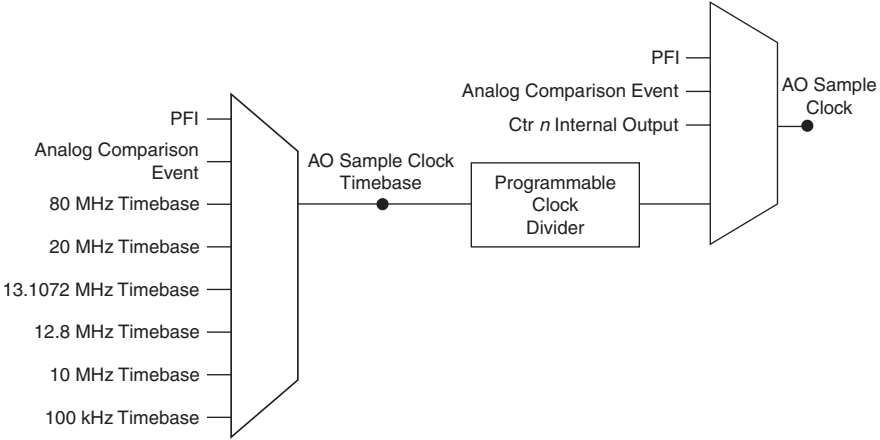 PFI
Analog Comparison Event
Ctr n Internal Output
AO Sample
Clock
PFI
Analog Comparison
Event
80 MHz Timebase
20 MHz Timebase
13.1072 MHz Timebase
12.8 MHz Timebase
10 MHz Timebase
100 kHz Timebase
AO Sample Clock
Timebase
Programmable
Clock
Divider